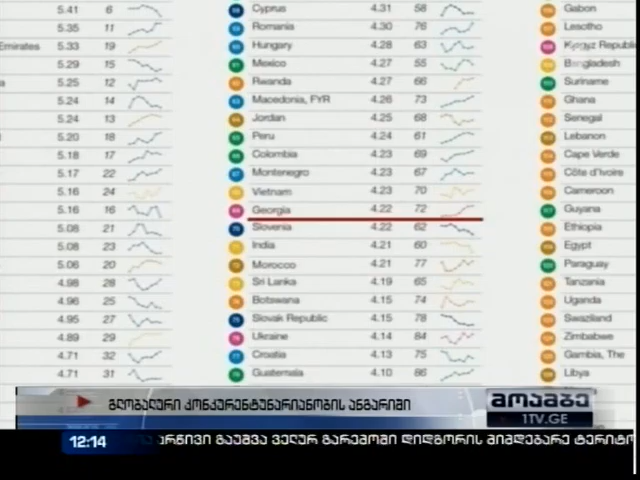 5.41 6
5.35 11
Emirates 5.33 19
5.29 15
5.25 12
5.24 14
5.24 13
5.20 18
5.18 17
5.17 22
5.16 24
5.16 16
5.08 21
5.08 23
5.06 20
4.98 28
4.96 25
4.95 27
4.89 29
4.71 32
4.71 31
Cyprus 4.31 58
Romania 4.30 76
Hungary 4.28 63
Mexico 4.27 55
Rwanda 4.27 66
Macedonia, FYR 4.26 73
Jordan 4.25 68
Peru 4.24 61
Colombia 4.23 69
Montenegro 4.23 67
Vietnam 4.23 70
Georgia 4.22 72
Slovenia 4.22 62
India 4.21 60
Morocco 4.21 77
Sri Lanka 4.19 65
Botswana 4.15 74
Slovak Republic 4.15 78
Ukraine 4.14 84
Croatia 4.13 75
Guatemala 4.10 86
Gabon
Lesotho
Kyrgyz Republi
Bangladesh
Suriname
Ghana
Senegal
Lebanon
Cape Verde
Côte d'Ivoire
Cameroon
Guyana
Ethiopia
Egypt
Paraguay
Tanzania
Uganda
Swaziland
Zimbabwe
Gambia, The
Libya
გლობალური კონკურენტუნარიანობის ანგარიში
მოამბე
1TV.GE
12:14 არწივი გაუშვა ველურ გარემოში დიდგორის მიმდებარე ტერიტო